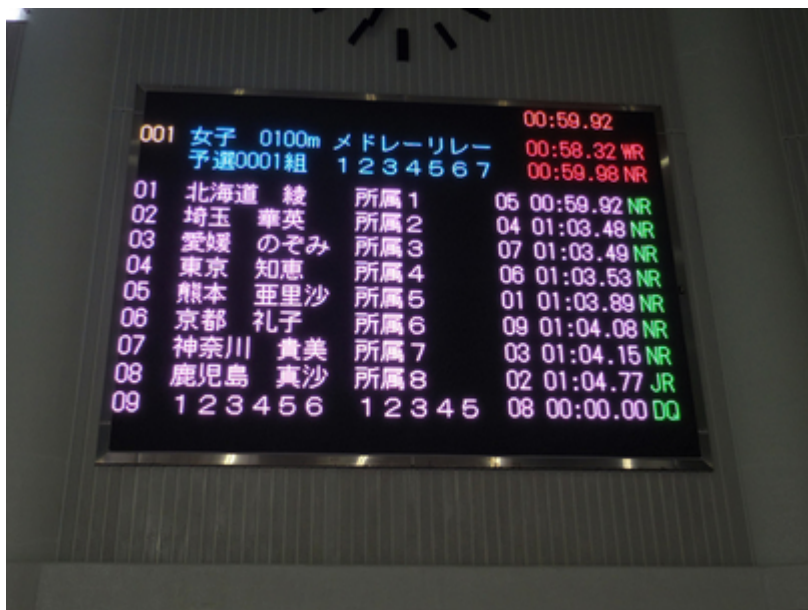 00:59.92
001 女子 0100m メドレーリレー 00:58.32 WR
予選0001組 1234567 00:59.98 NR
01 北海道 綾 所属1 05 00:59.92 NR
02 埼玉 華英 所属2 04 01:03.48 NR
03 愛媛 のぞみ 所属3 07 01:03.49 NR
04 東京 知恵 所属4 06 01:03.53 NR
05 熊本 亜里沙 所属5 01 01:03.89 NR
06 京都 礼子 所属6 09 01:04.08 NR
07 神奈川 貴美 所属7 03 01:04.15 NR
08 鹿児島 真沙 所属8 02 01:04.77 JR
09 123456 12345 08 00:00.00 DQ